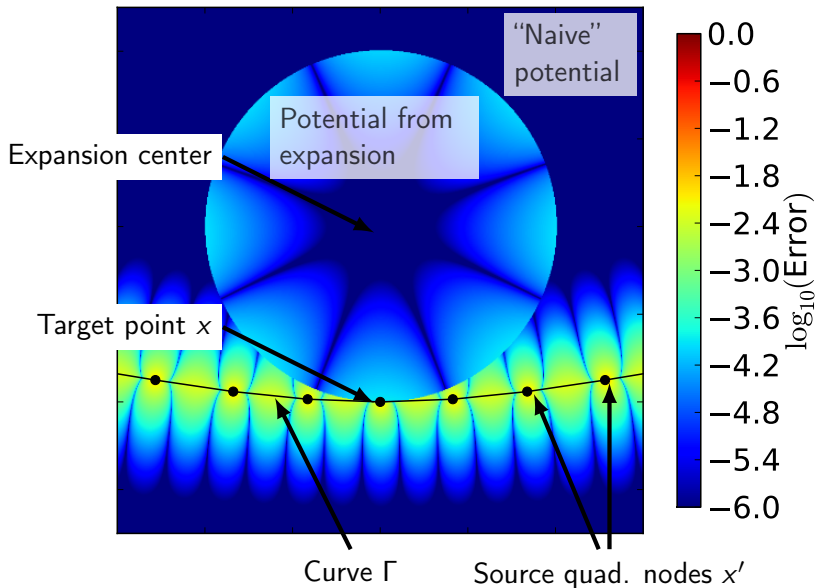 “Naive”
potential
Potential from
expansion
Expansion center
Target point x
Curve Γ
Source quad. nodes x′
0.0
−0.6
−1.2
−1.8
−2.4
−3.0
−3.6
−4.2
−4.8
−5.4
−6.0
log₁₀(Error)